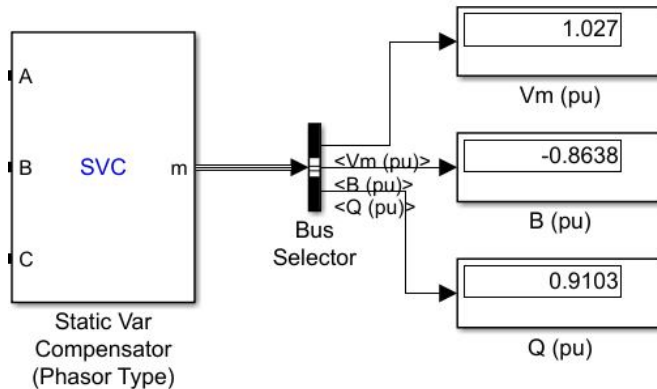 1.027
Vm (pu)
A
B
C
SVC
m
<Vm (pu)>
<B (pu)>
<Q (pu)>
-0.8638
B (pu)
Bus
Selector
0.9103
Q (pu)
Static Var
Compensator
(Phasor Type)